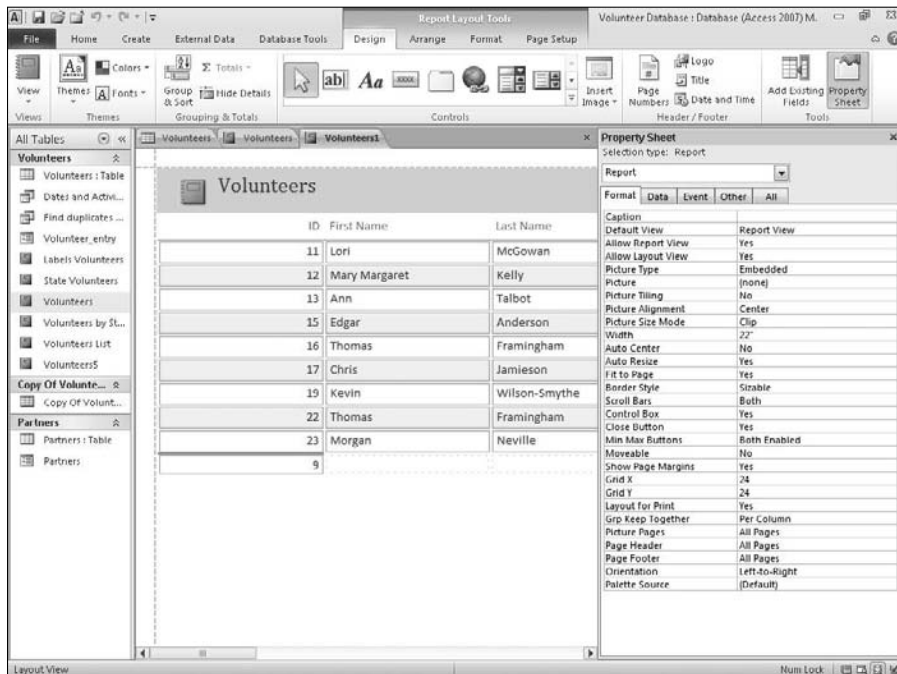 A
Report Layout Tools
Volunteer Database : Database (Access 2007) M.
File Home Create External Data Database Tools Design Arrange Format Page Setup
View
Views
Aa
Themes
Colors
A Fonts
Themes
Group & Sort
Σ Totals
Hide Details
Grouping & Totals
ab|
Aa
XXXX
Controls
Insert Image
Page Numbers
Logo
Title
Date and Time
Header / Footer
Add Existing Fields
Property Sheet
Tools
All Tables
Volunteers
Volunteers : Table
Dates and Activi...
Find duplicates ...
Volunteer_entry
Labels Volunteers
State Volunteers
Volunteers
Volunteers by St...
Volunteers List
Volunteers5
Copy Of Volunte...
Copy Of Volunt...
Partners
Partners : Table
Partners
Volunteers Volunteers Volunteers1
Volunteers
ID First Name Last Name
11 Lori McGowan
12 Mary Margaret Kelly
13 Ann Talbot
15 Edgar Anderson
16 Thomas Framingham
17 Chris Jamieson
19 Kevin Wilson-Smythe
22 Thomas Framingham
23 Morgan Neville
9
Property Sheet
Selection type: Report
Report
Format Data Event Other All
Caption
Default View Report View
Allow Report View Yes
Allow Layout View Yes
Picture Type Embedded
Picture (none)
Picture Tiling No
Picture Alignment Center
Picture Size Mode Clip
Width 22"
Auto Center No
Auto Resize Yes
Fit to Page Yes
Border Style Sizable
Scroll Bars Both
Control Box Yes
Close Button Yes
Min Max Buttons Both Enabled
Moveable No
Show Page Margins Yes
Grid X 24
Grid Y 24
Layout for Print Yes
Grp Keep Together Per Column
Picture Pages All Pages
Page Header All Pages
Page Footer All Pages
Orientation Left-to-Right
Palette Source (Default)
Layout View
Num Lock